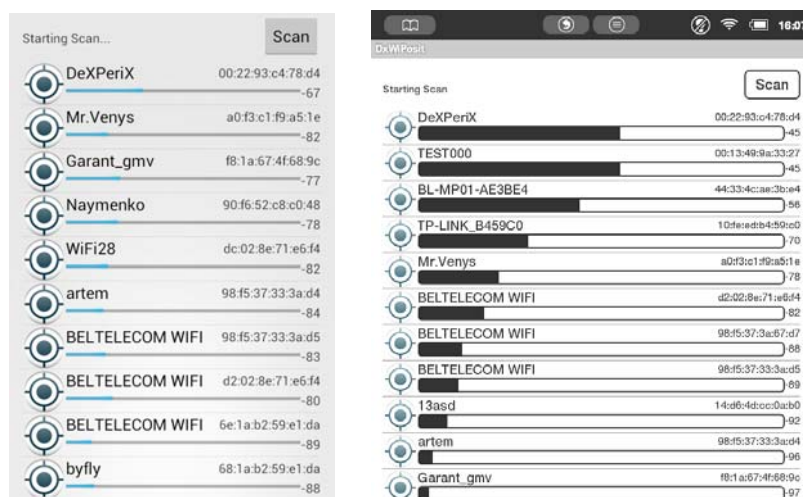 Starting Scan...
Scan
DeXPeriX 00:22:93:c4:78:d4
-67
Mr.Venys a0:f3:c1:f9:a5:1e
-82
Garant_gmv f8:1a:67:4f:68:9c
-77
Naymenko 90:f6:52:c8:c0:48
-78
WiFi28 dc:02:8e:71:e6:f4
-82
artem 98:f5:37:33:3a:d4
-84
BELTELECOM WIFI 98:f5:37:33:3a:d5
-83
BELTELECOM WIFI d2:02:8e:71:e6:f4
-80
BELTELECOM WIFI 6e:1a:b2:59:e1:da
-89
byfly 68:1a:b2:59:e1:da
-88
16:07
DxWiPosit
Starting Scan
Scan
DeXPeriX 00:22:93:c4:78:d4
-45
TEST000 00:13:49:9a:33:27
-45
BL-MP01-AE3BE4 44:33:4c:ae:3b:e4
-56
TP-LINK_B459C0 10:fe:ed:b4:59:c0
-70
Mr.Venys a0:f3:c1:f9:a5:1e
-78
BELTELECOM WIFI d2:02:8e:71:e6:f4
-82
BELTELECOM WIFI 98:f5:37:3a:67:d7
-88
BELTELECOM WIFI 98:f5:37:33:3a:d5
-89
13asd 14:d6:4d:cc:0a:b0
-92
artem 98:f5:37:33:3a:d4
-96
Garant_gmv f8:1a:67:4f:68:9c
-97